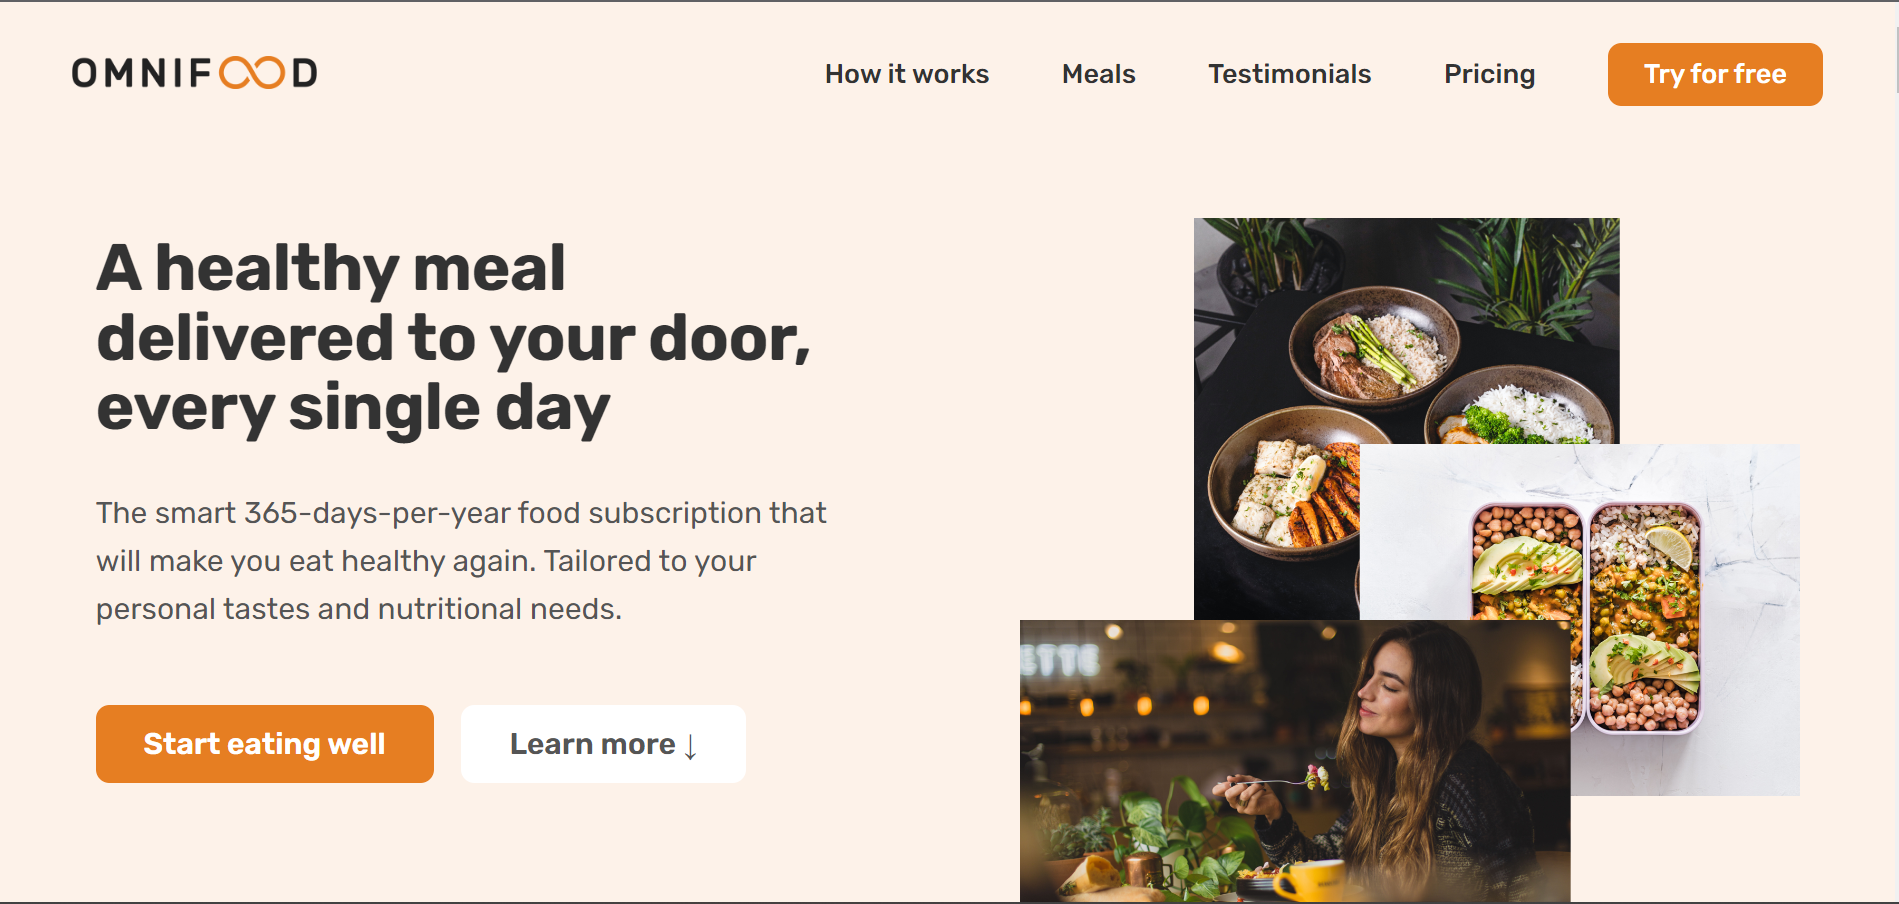 OMNIFOOD
How it works
Meals
Testimonials
Pricing
Try for free
A healthy meal
delivered to your door,
every single day
The smart 365-days-per-year food subscription that
will make you eat healthy again. Tailored to your
personal tastes and nutritional needs.
Start eating well
Learn more ↓
ETTE